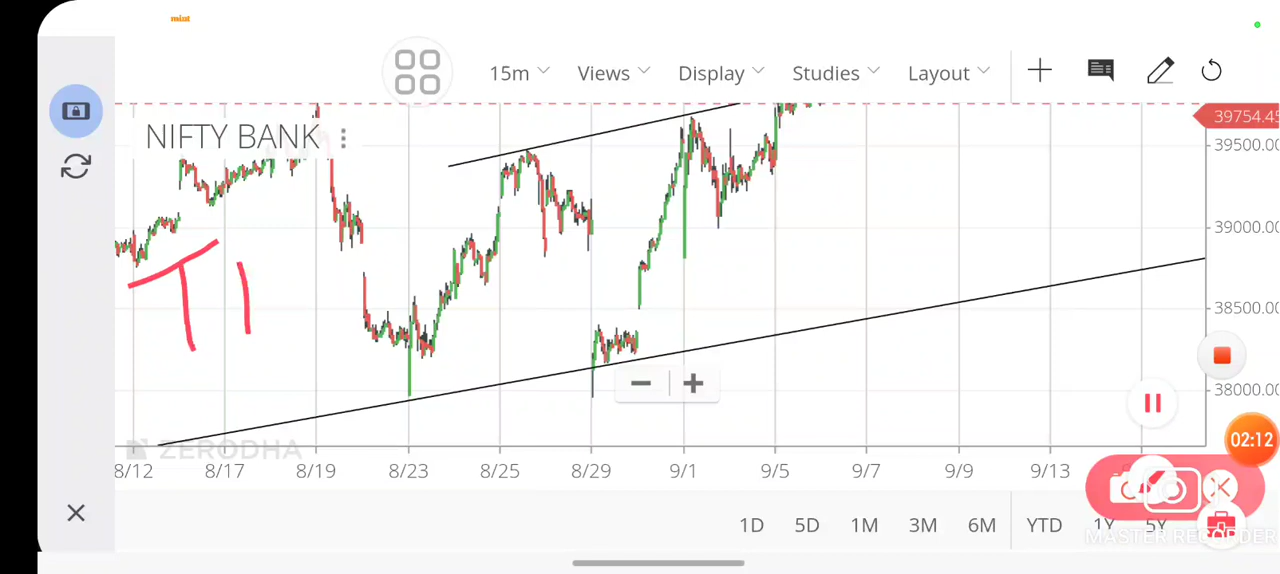 mint
15m Views Display Studies Layout
NIFTY BANK
39754.45
39500.00
39000.00
38500.00
38000.00
ZERODHA
8/12 8/17 8/19 8/23 8/25 8/29 9/1 9/5 9/7 9/9 9/13
02:12
1D 5D 1M 3M 6M YTD 1Y 5Y
MASTER RECORDER